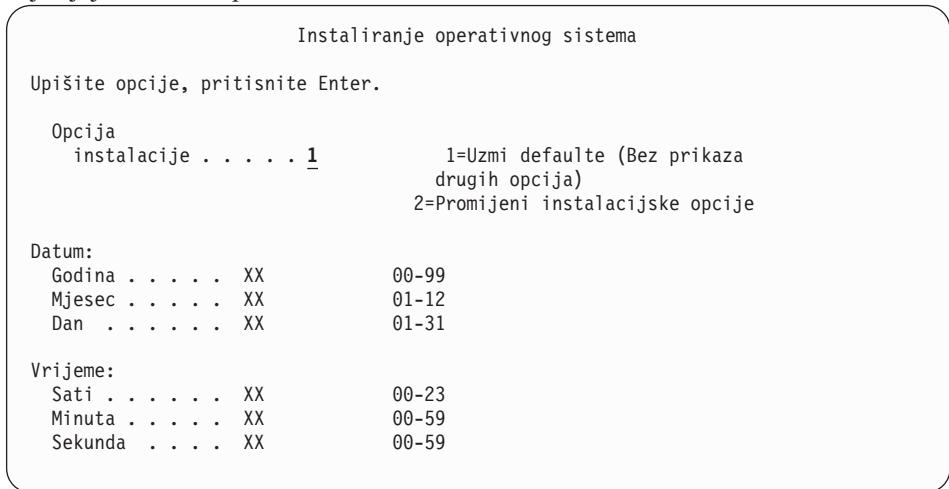 Instaliranje operativnog sistema
Upišite opcije, pritisnite Enter.
Opcija
instalacije . . . . . 1 1=Uzmi defaulte (Bez prikaza
drugih opcija)
2=Promijeni instalacijske opcije
Datum:
Godina . . . . . XX 00-99
Mjesec . . . . . XX 01-12
Dan . . . . . . XX 01-31
Vrijeme:
Sati . . . . . . XX 00-23
Minuta . . . . . XX 00-59
Sekunda . . . . XX 00-59